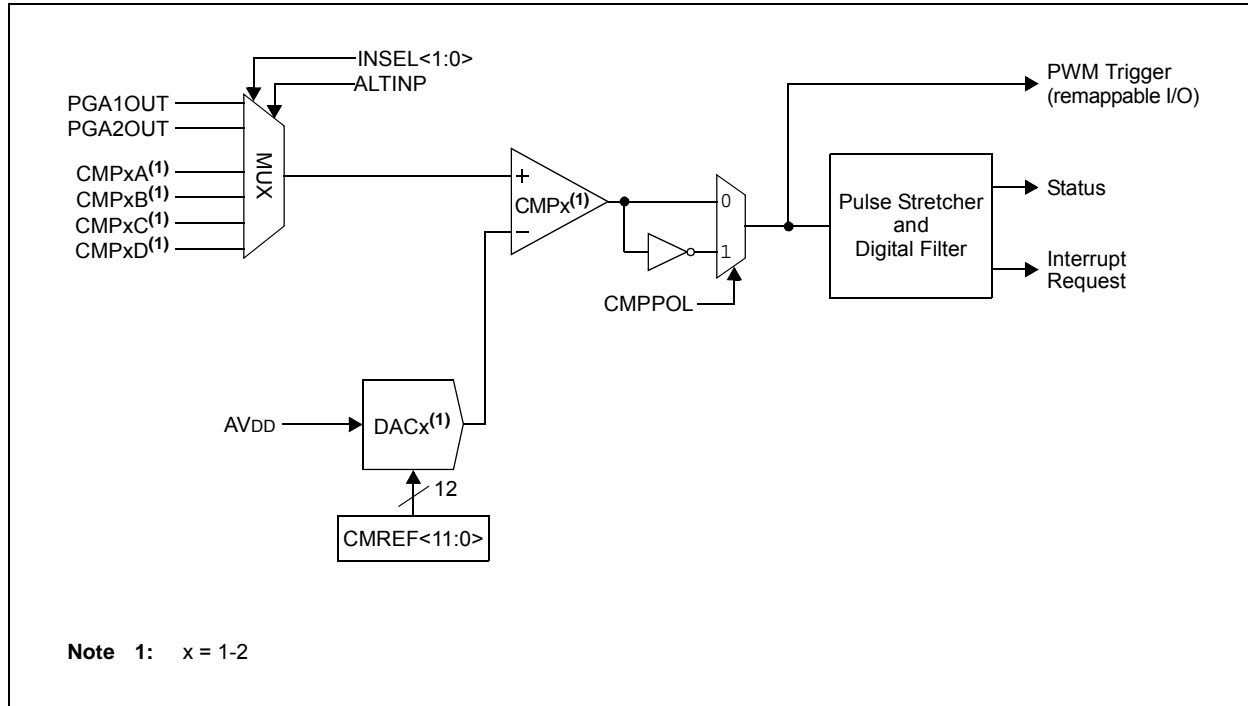 INSEL<1:0>
ALTINP
PGA1OUT
PGA2OUT
CMPxA(1)
CMPxB(1)
CMPxC(1)
CMPxD(1)
MUX
+
CMPx(1)
–
0
1
CMPPOL
PWM Trigger
(remappable I/O)
Pulse Stretcher
and
Digital Filter
Status
Interrupt
Request
AVDD
DACx(1)
12
CMREF<11:0>
Note 1: x = 1-2